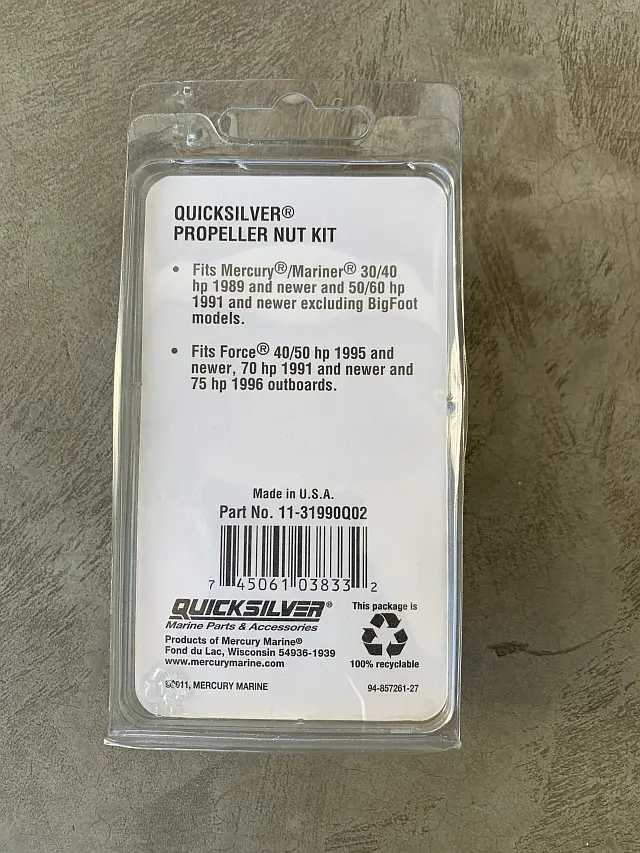 QUICKSILVER®
PROPELLER NUT KIT
• Fits Mercury®/Mariner® 30/40
hp 1989 and newer and 50/60 hp
1991 and newer excluding BigFoot
models.
• Fits Force® 40/50 hp 1995 and
newer, 70 hp 1991 and newer and
75 hp 1996 outboards.
Made in U.S.A.
Part No. 11-31990Q02
7 45061 03833 2
QUICKSILVER®
Marine Parts & Accessories
Products of Mercury Marine®
Fond du Lac, Wisconsin 54936-1939
www.mercurymarine.com
This package is
100% recyclable
MERCURY MARINE
94-857261-27